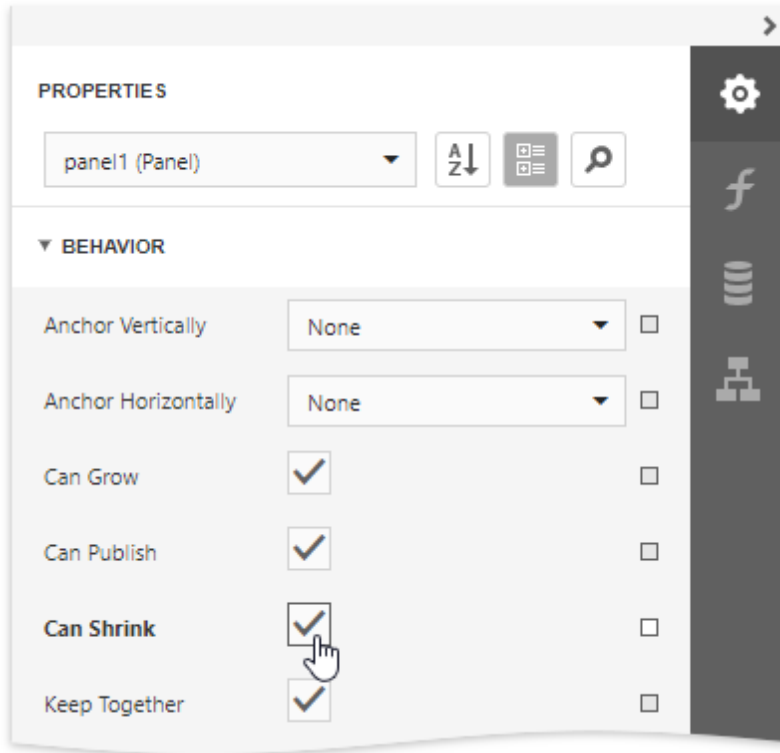 PROPERTIES
panel1 (Panel)
A
Z
BEHAVIOR
Anchor Vertically None
Anchor Horizontally None
Can Grow
Can Publish
Can Shrink
Keep Together